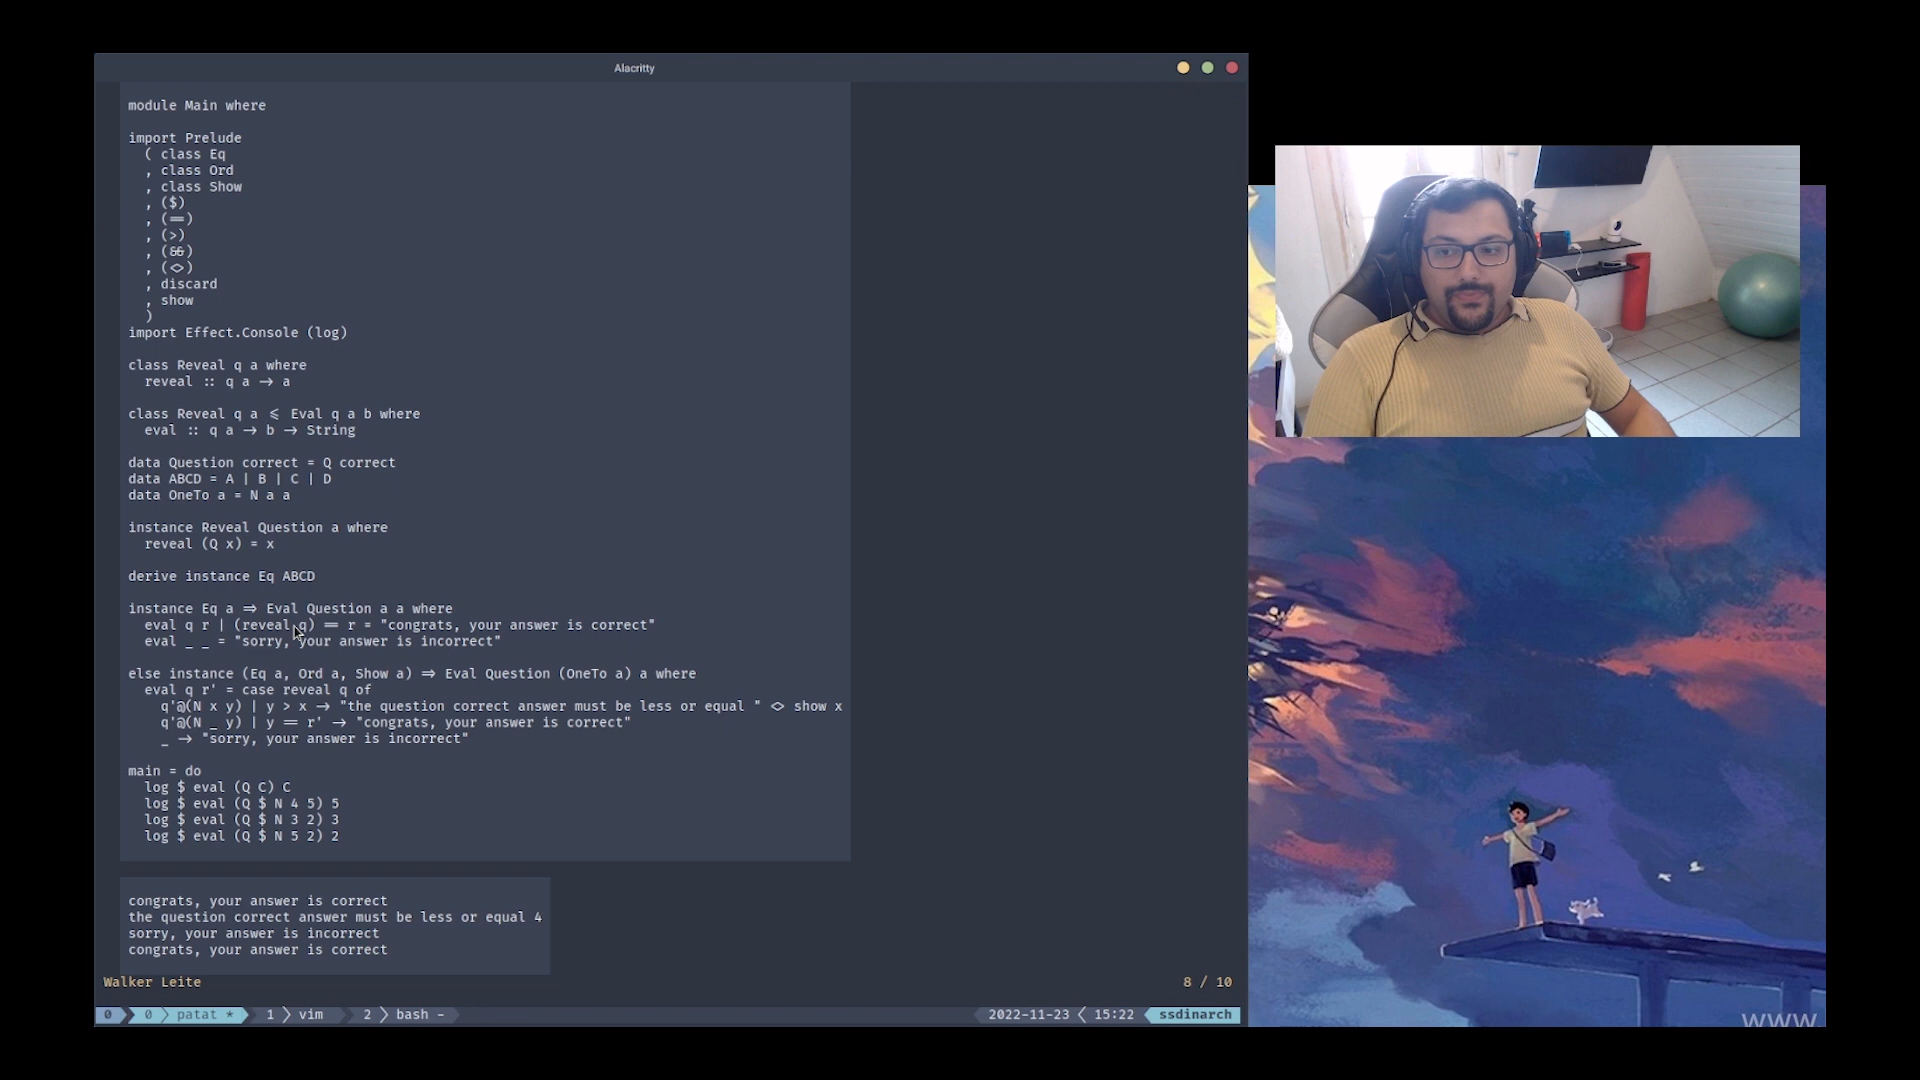 Alacritty
module Main where
import Prelude
( class Eq
, class Ord
, class Show
, ($)
, (==)
, (>)
, (&&)
, (<>)
, discard
, show
)
import Effect.Console (log)
class Reveal q a where
reveal :: q a -> a
class Reveal q a <= Eval q a b where
eval :: q a -> b -> String
data Question correct = Q correct
data ABCD = A | B | C | D
data OneTo a = N a a
instance Reveal Question a where
reveal (Q x) = x
derive instance Eq ABCD
instance Eq a => Eval Question a a where
eval q r | (reveal q) == r = "congrats, your answer is correct"
eval _ _ = "sorry, your answer is incorrect"
else instance (Eq a, Ord a, Show a) => Eval Question (OneTo a) a where
eval q r' = case reveal q of
q'@(N x y) | y > x -> "the question correct answer must be less or equal " <> show x
q'@(N _ y) | y == r' -> "congrats, your answer is correct"
_ -> "sorry, your answer is incorrect"
main = do
log $ eval (Q C) C
log $ eval (Q $ N 4 5) 5
log $ eval (Q $ N 3 2) 3
log $ eval (Q $ N 5 2) 2
congrats, your answer is correct
the question correct answer must be less or equal 4
sorry, your answer is incorrect
congrats, your answer is correct
Walker Leite 8 / 10
0 0 patat * 1 vim 2 bash - 2022-11-23 15:22 ssdinarch
www.